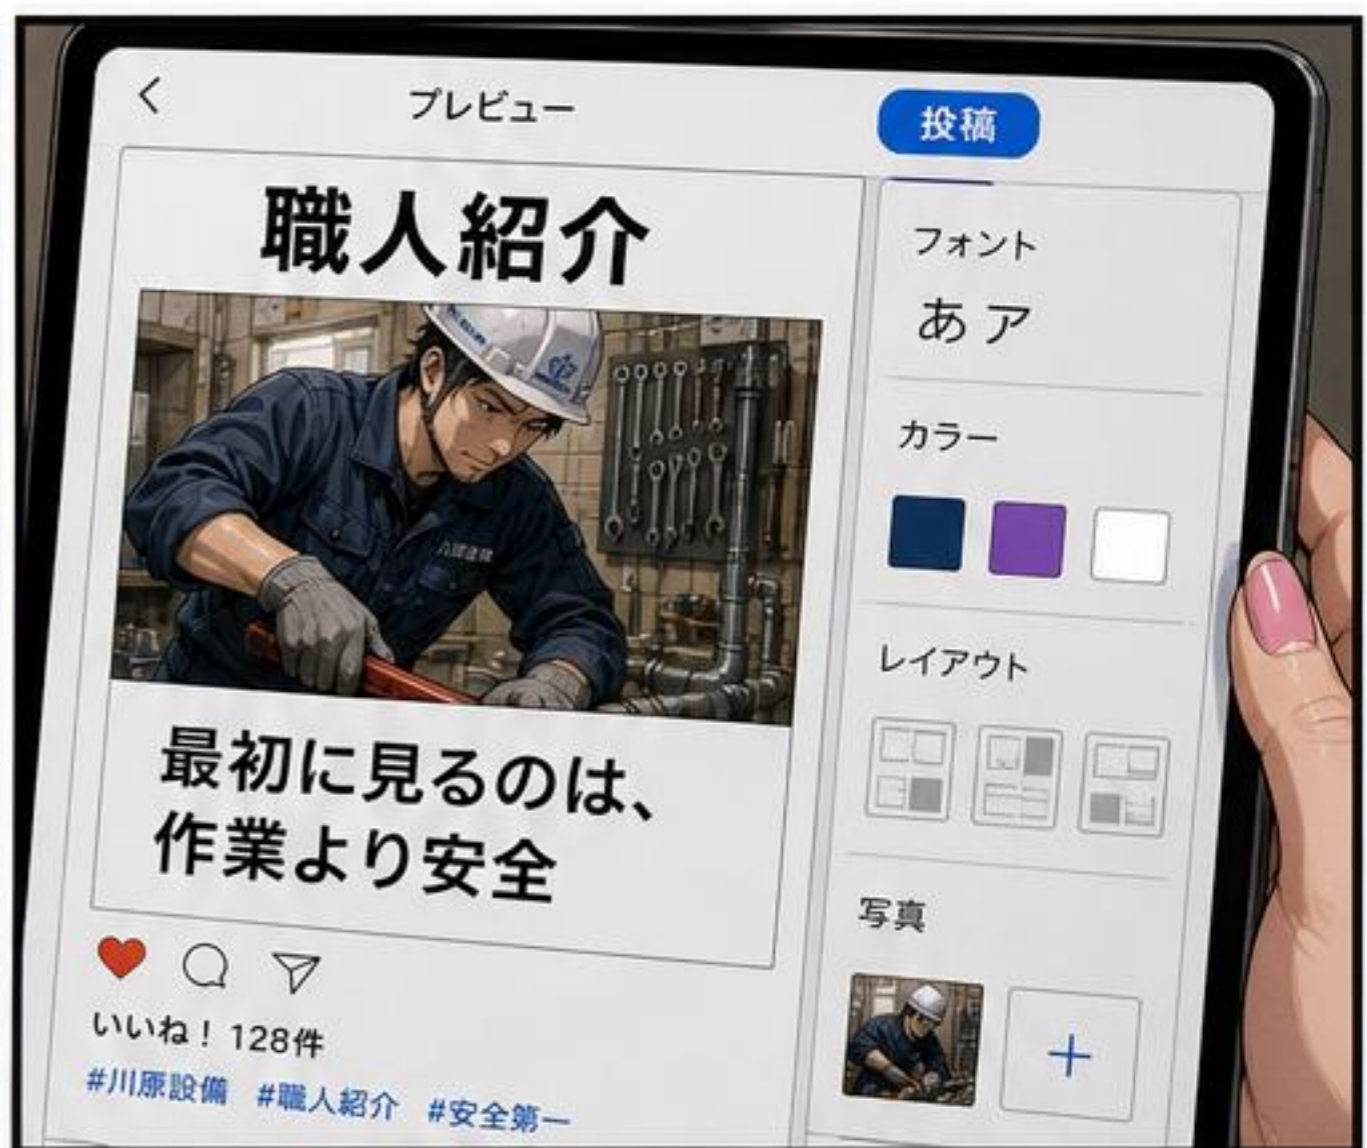 プレビュー
投稿
職人紹介
最初に見るのは、
作業より安全
いいね！ 128件
#川原設備 #職人紹介 #安全第一
フォント
あ ア
カラー
レイアウト
写真